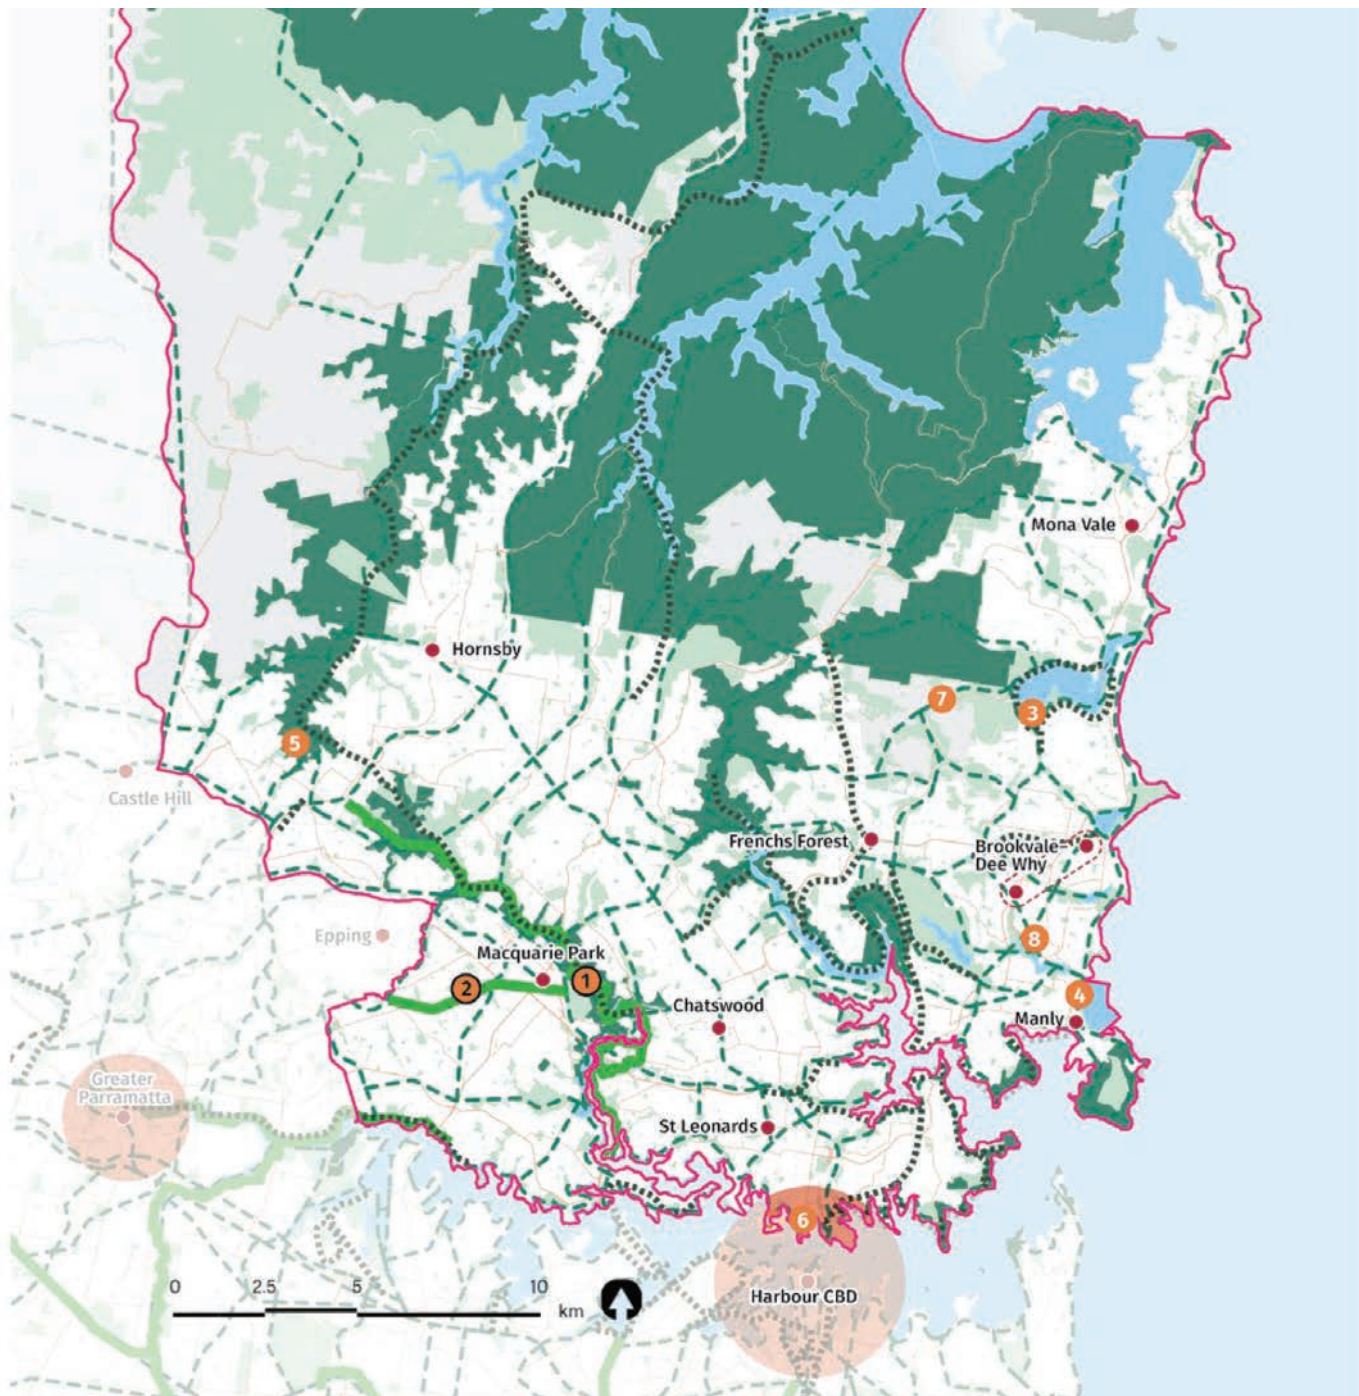 Mona Vale
Hornsby
7
3
5
Castle Hill
Frenchs Forest
Brookvale-
Dee Why
Epping
8
Macquarie Park
2
1
4
Chatswood
Manly
Greater
Parramatta
St Leonards
6
0
2.5
5
10
km
Harbour CBD